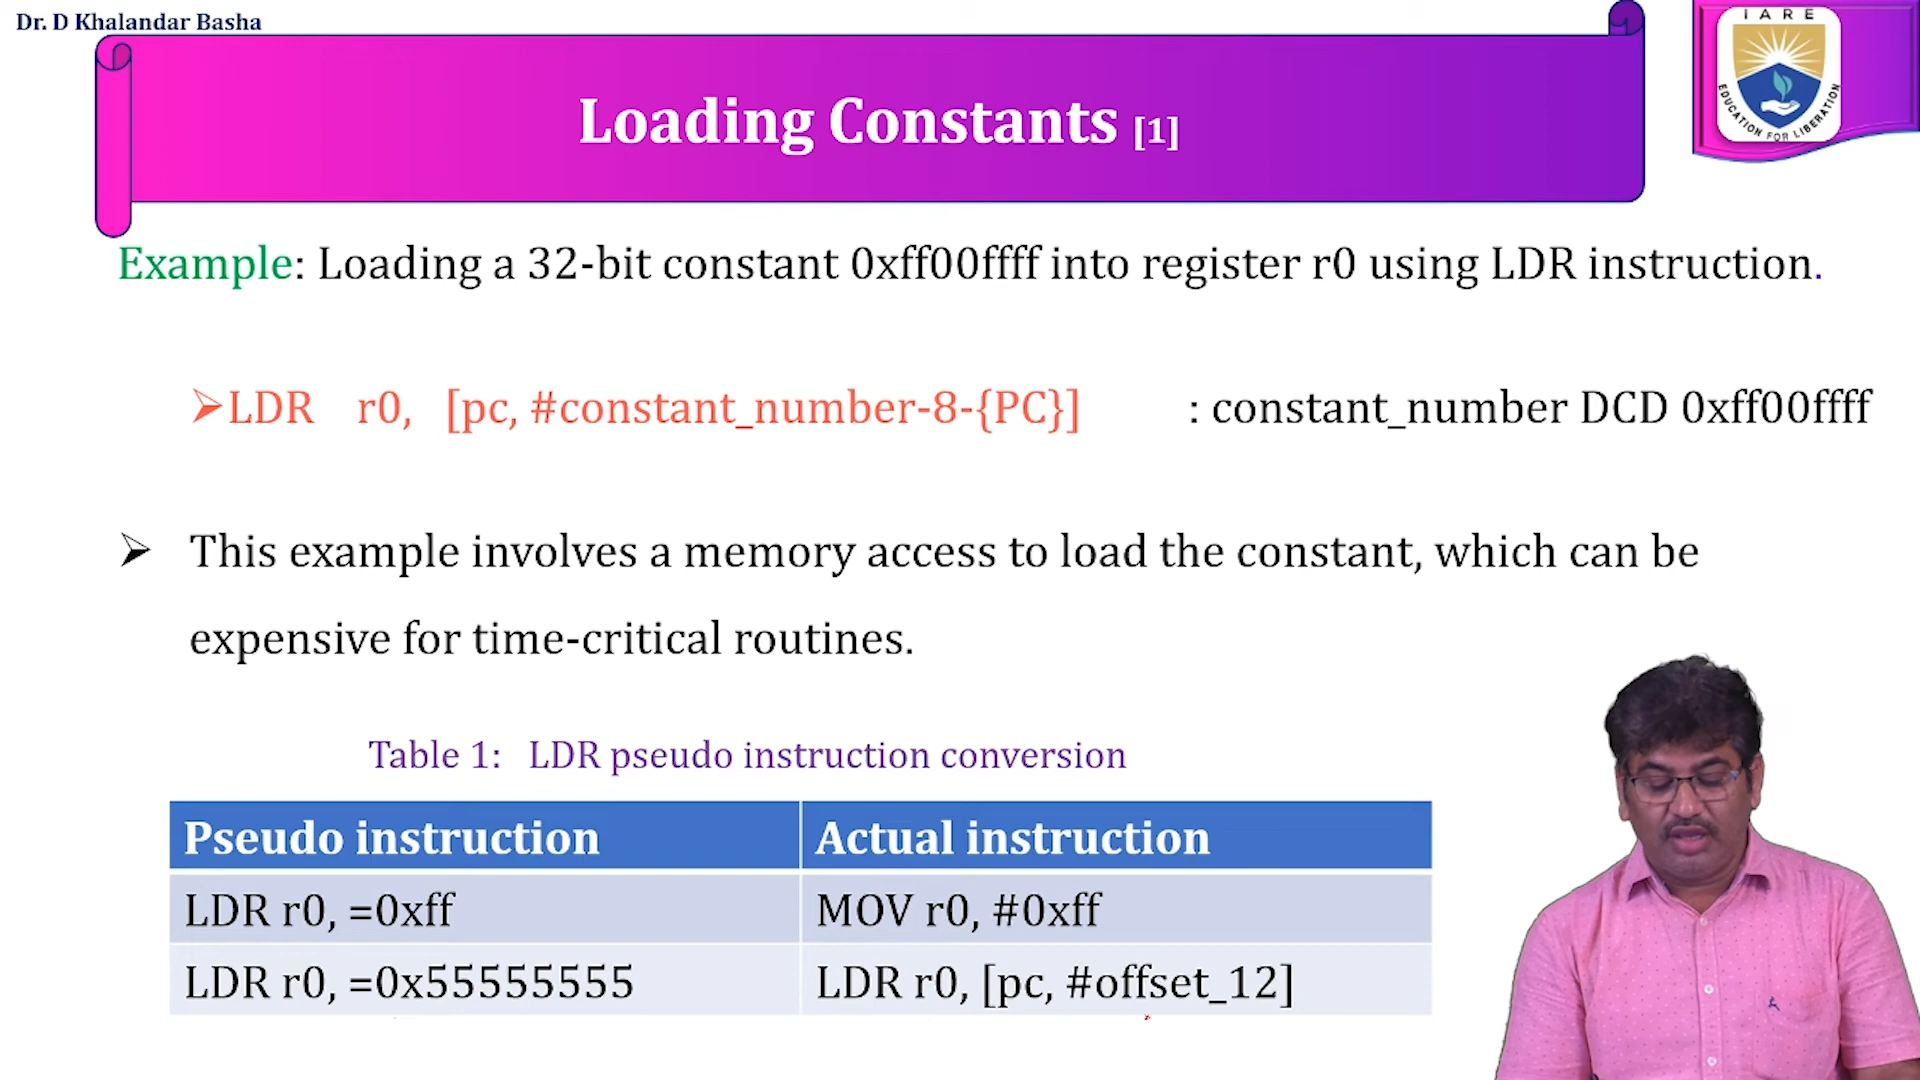 Dr. D Khalandar Basha
IARE
EDUCATION FOR LIBERATION
Loading Constants [1]
Example: Loading a 32-bit constant 0xff00ffff into register r0 using LDR instruction.
➢LDR r0, [pc, #constant_number-8-{PC}] : constant_number DCD 0xff00ffff
➢ This example involves a memory access to load the constant, which can be
expensive for time-critical routines.
Table 1: LDR pseudo instruction conversion
Pseudo instruction Actual instruction
LDR r0, =0xff MOV r0, #0xff
LDR r0, =0x55555555 LDR r0, [pc, #offset_12]